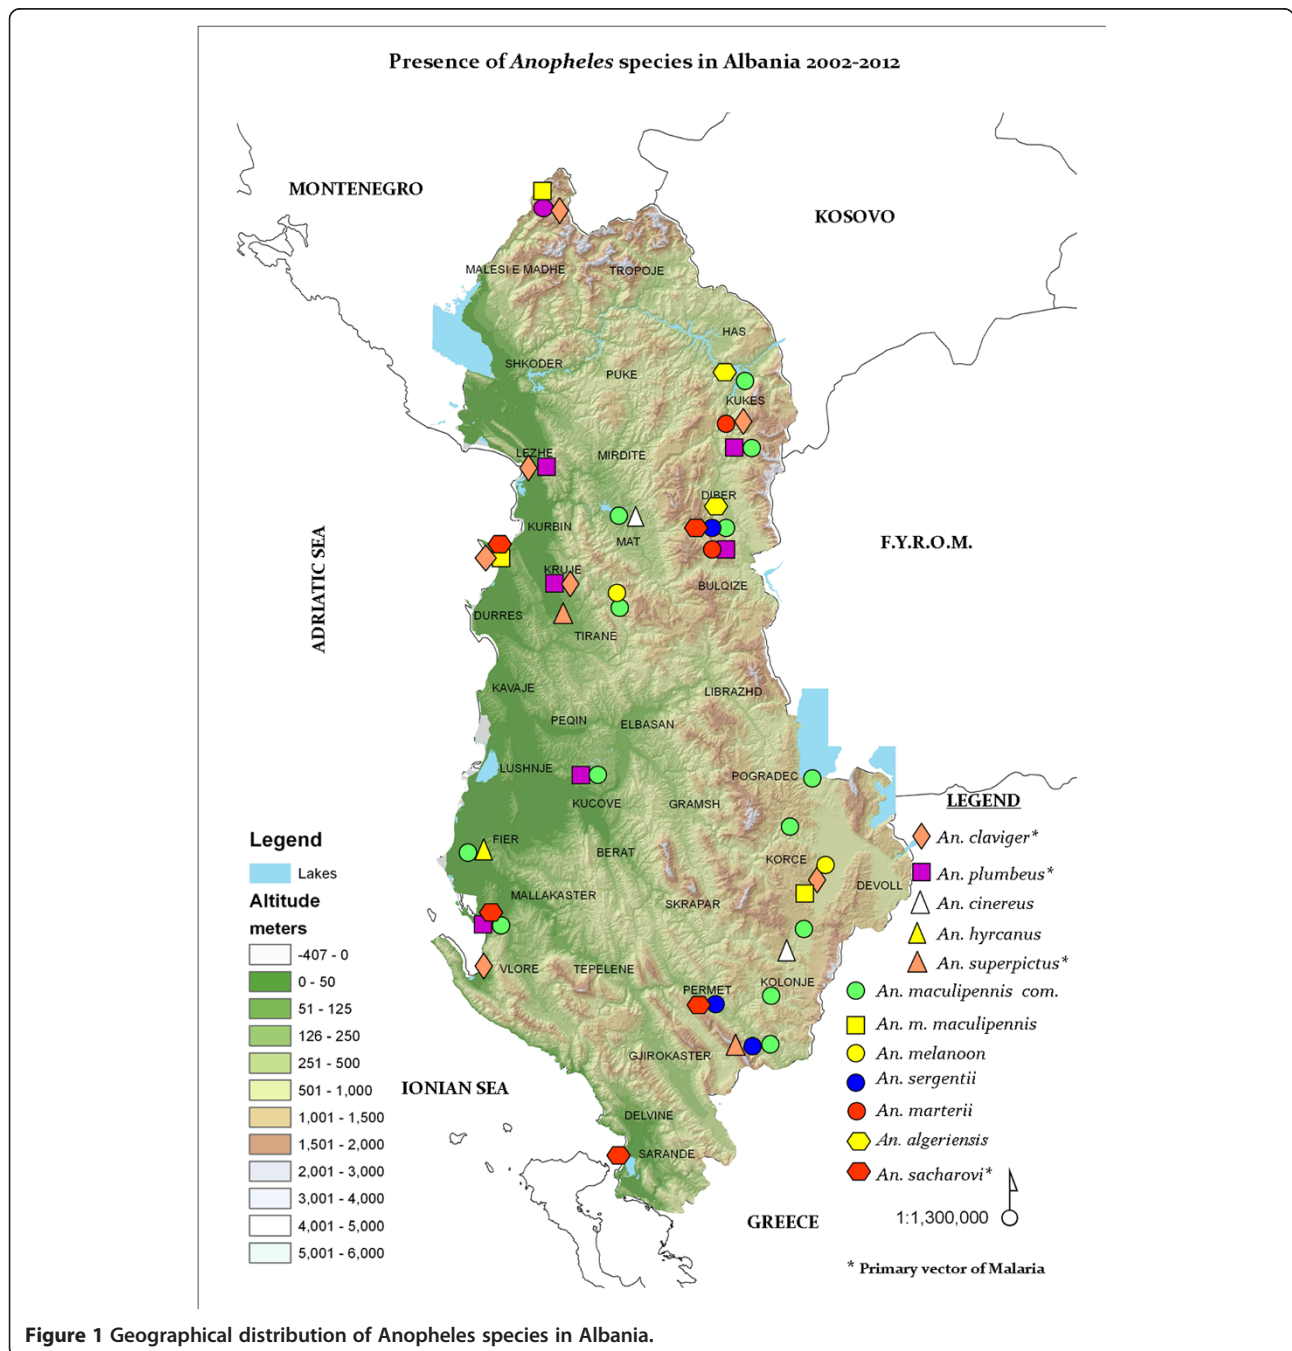 Presence of Anopheles species in Albania 2002-2012
MONTENEGRO
KOSOVO
MALESI E MADHE
TROPOJE
HAS
SHKODER
PUKE
KUKES
LEZHE
MIRDITE
DIBER
KURBIN
MAT
F.Y.R.O.M.
ADRIATIC SEA
KRUJE
BULQIZE
DURRES
TIRANE
KAVAJE
LIBRAZHD
PEQIN
ELBASAN
LUSHNJE
POGRADEC
KUCOVE
GRAMSH
FIER
BERAT
KORCE
DEVOLL
MALLAKASTER
SKRAPAR
VLORE
TEPELENE
KOLONJE
PERMET
GJIROKASTER
IONIAN SEA
DELVINE
SARANDE
GREECE
Legend
Lakes
Altitude
meters
-407 - 0
0 - 50
51 - 125
126 - 250
251 - 500
501 - 1,000
1,001 - 1,500
1,501 - 2,000
2,001 - 3,000
3,001 - 4,000
4,001 - 5,000
5,001 - 6,000
LEGEND
An. claviger*
An. plumbeus*
An. cinereus
An. hyrcanus
An. superpictus*
An. maculipennis com.
An. m. maculipennis
An. melanoon
An. sergentii
An. marterii
An. algeriensis
An. sacharovi*
1:1,300,000
* Primary vector of Malaria
Figure 1 Geographical distribution of Anopheles species in Albania.